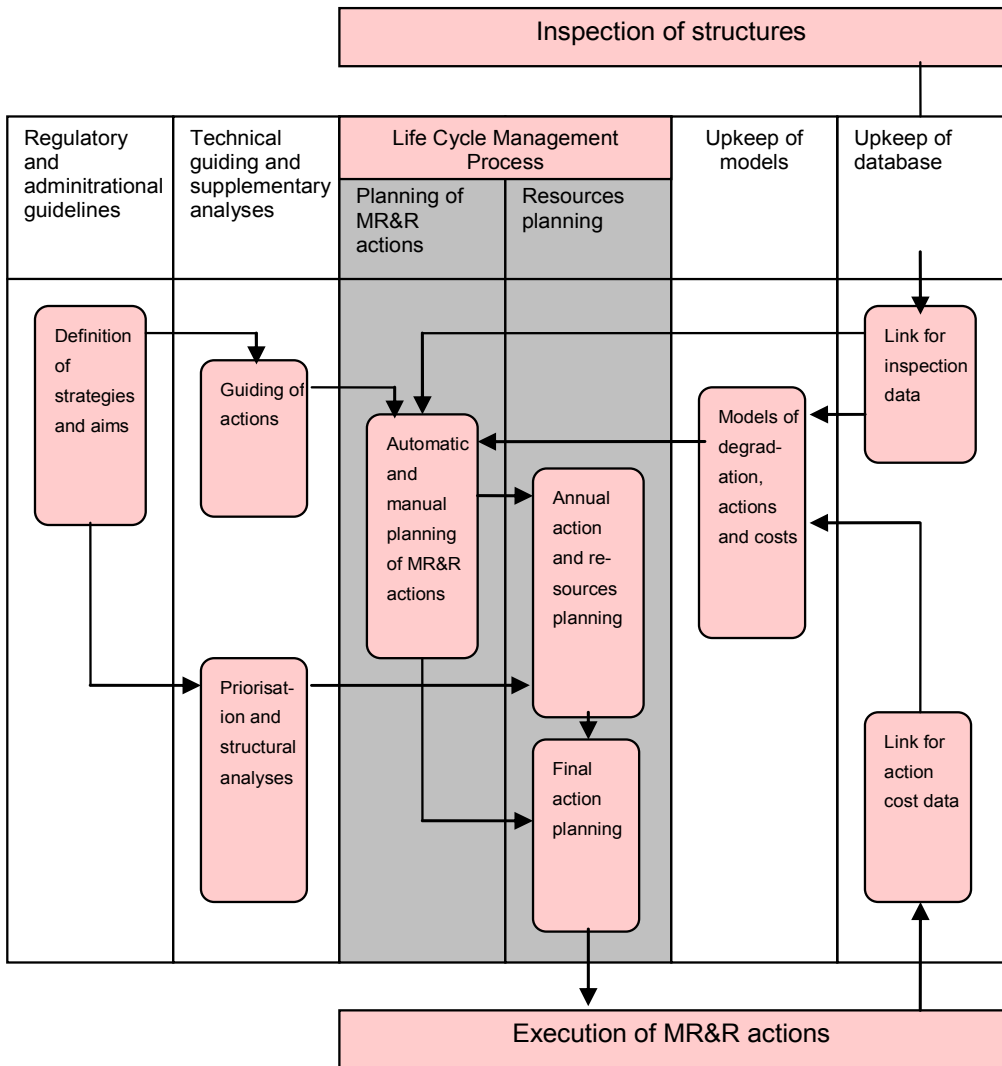 Inspection of structures
Regulatory
and
adminitrational
guidelines
Technical
guiding and
supplementary
analyses
Life Cycle Management
Process
Planning of
MR&R
actions
Resources
planning
Upkeep of
models
Upkeep of
database
Definition
of
strategies
and aims
Guiding of
actions
Automatic
and
manual
planning
of MR&R
actions
Annual
action
and re-
sources
planning
Models of
degrad-
ation,
actions
and costs
Link for
inspection
data
Priorisat-
ion and
structural
analyses
Final
action
planning
Link for
action
cost data
Execution of MR&R actions